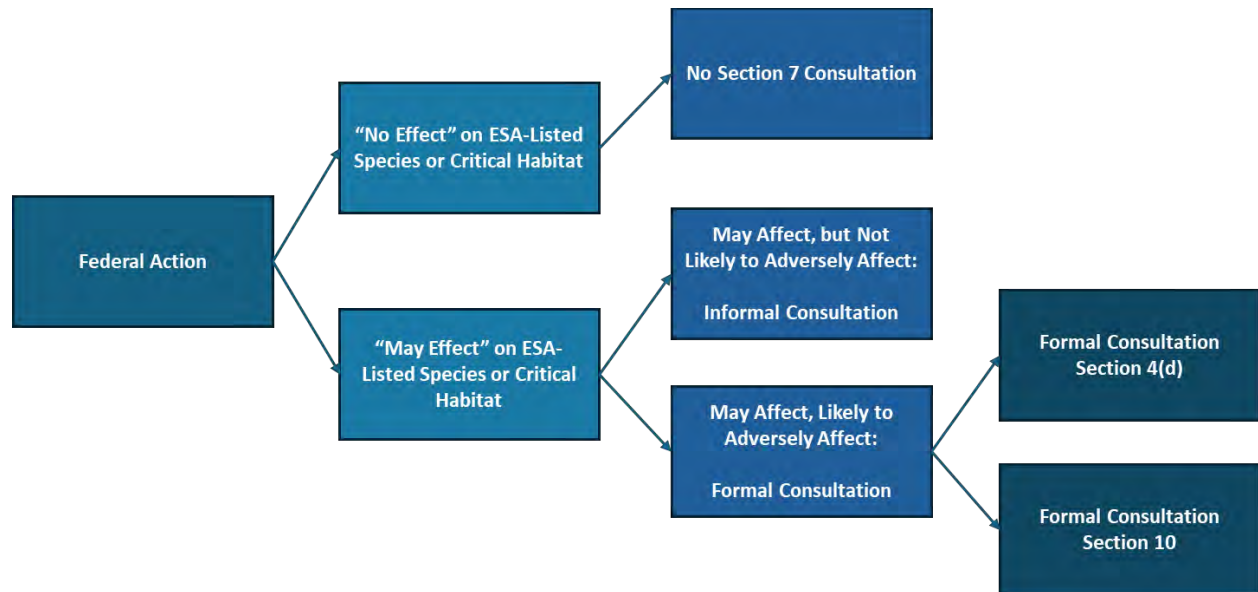 Federal Action
“No Effect” on ESA-Listed
Species or Critical Habitat
“May Effect” on ESA-
Listed Species or Critical
Habitat
No Section 7 Consultation
May Affect, but Not
Likely to Adversely Affect:
Informal Consultation
May Affect, Likely to
Adversely Affect:
Formal Consultation
Formal Consultation
Section 4(d)
Formal Consultation
Section 10